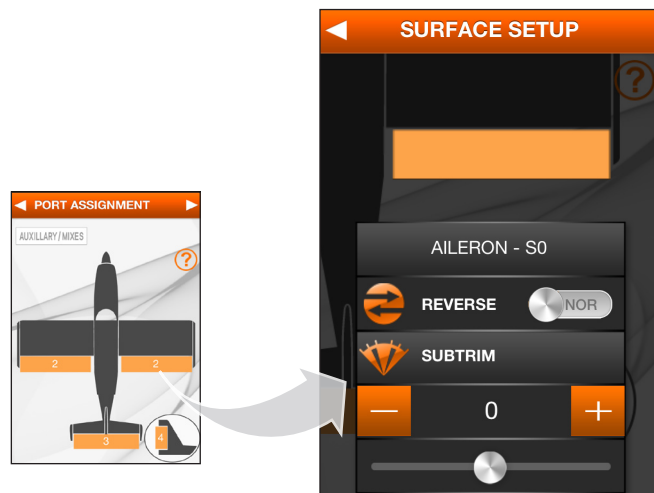 PORT ASSIGNMENT
AUXILLARY / MIXES
?
2
2
3
4
SURFACE SETUP
?
AILERON - S0
REVERSE NOR
SUBTRIM
0